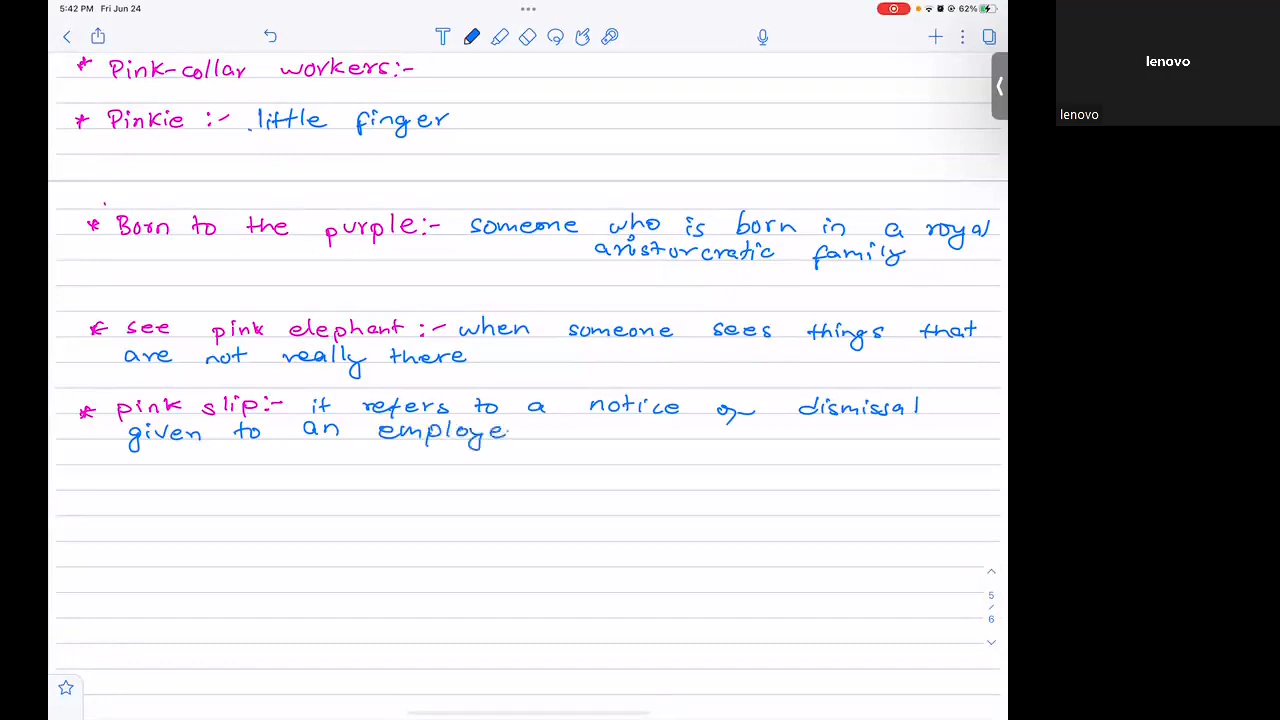 5:42 PM Fri Jun 24
62%
lenovo
lenovo
* Pink-collar workers:-
* Pinkie :- little finger
* Born to the purple:- someone who is born in a royal
aristorcratic family
* see pink elephant :- when someone sees things that
are not really there
* pink slip:- it refers to a notice or dismissal
given to an employe
5
/
6